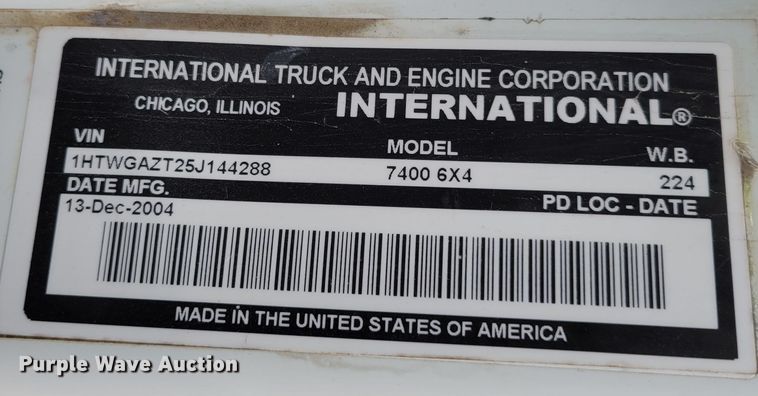 INTERNATIONAL TRUCK AND ENGINE CORPORATION
CHICAGO, ILLINOIS INTERNATIONAL®
VIN MODEL W.B.
1HTWGAZT25J144288 7400 6X4 224
DATE MFG. PD LOC - DATE
13-Dec-2004
MADE IN THE UNITED STATES OF AMERICA
Purple Wave Auction